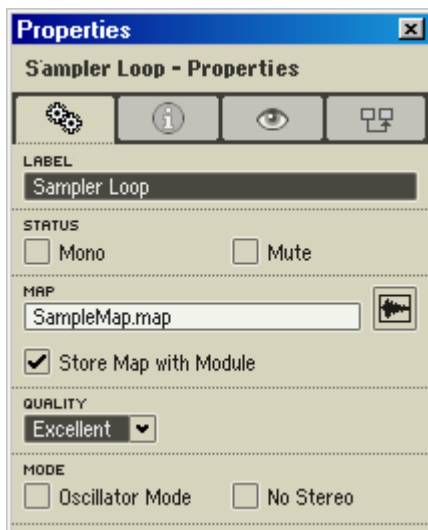 Properties
Sampler Loop - Properties
LABEL
Sampler Loop
STATUS
Mono Mute
MAP
SampleMap.map
Store Map with Module
QUALITY
Excellent
MODE
Oscillator Mode No Stereo